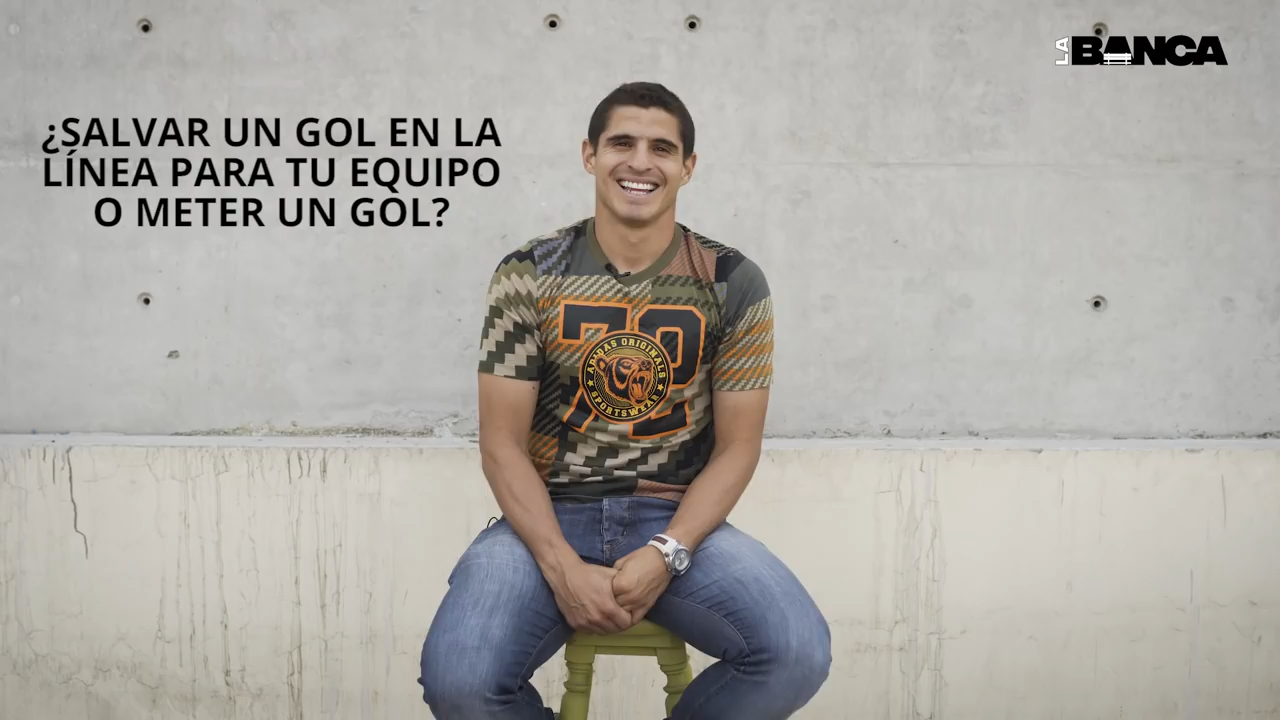 LA BANCA
¿SALVAR UN GOL EN LA
LÍNEA PARA TU EQUIPO
O METER UN GOL?
72
ADIDAS ORIGINALS
SPORTSWEAR